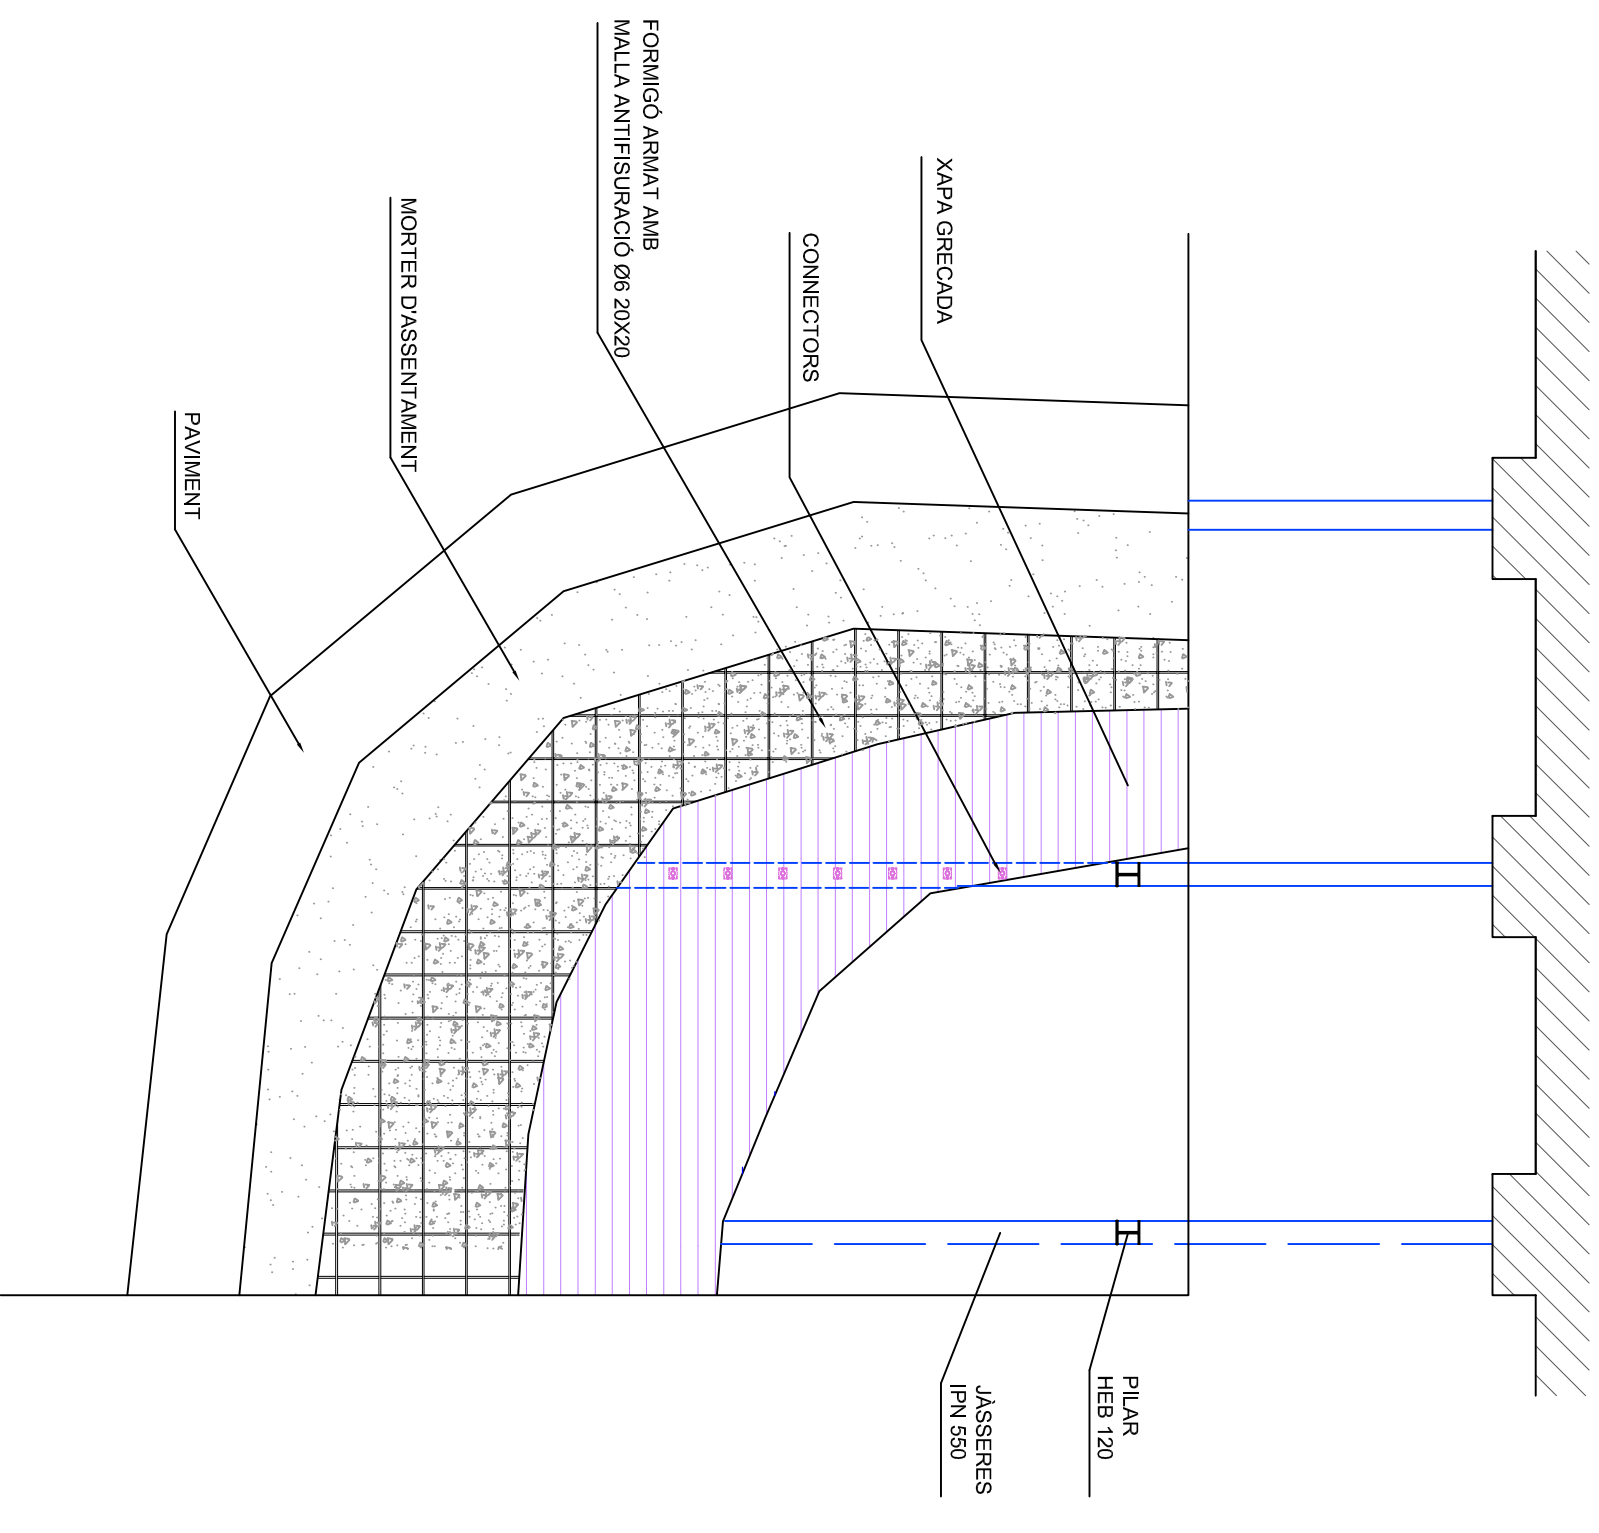 FORMIGÓ ARMAT AMB
MALLA ANTIFISURACIÓ Ø6 20X20
XAPA GRECADA
CONNECTORS
MORTER D'ASSENTAMENT
PAVIMENT
PILAR
HEB 120
JÀSSERES
IPN 550